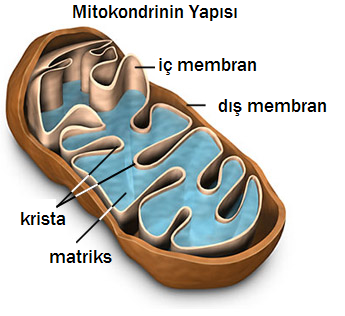 Mitokondrinin Yapısı
iç membran
dış membran
krista
matriks